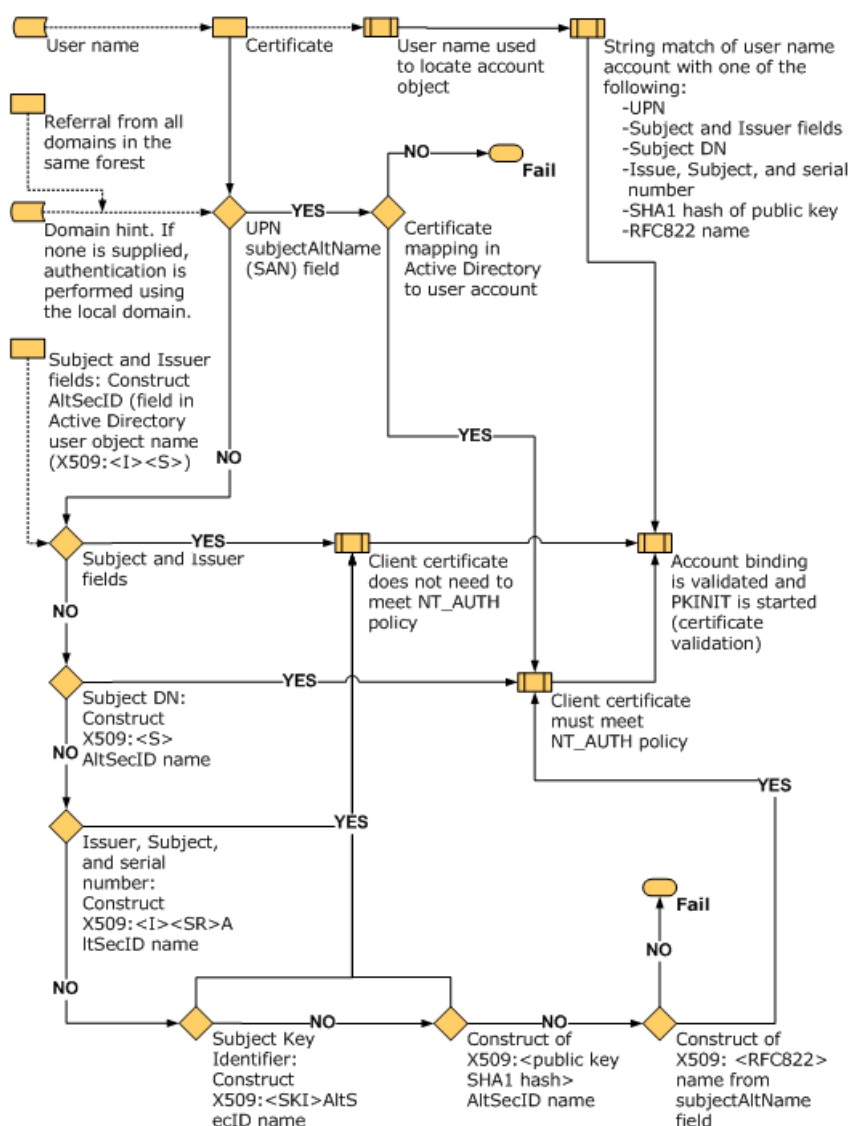 User name
Certificate
User name used
to locate account
object
String match of user name
account with one of the
following:
-UPN
-Subject and Issuer fields
-Subject DN
-Issue, Subject, and serial
number
-SHA1 hash of public key
-RFC822 name
Referral from all
domains in the
same forest
NO
Fail
Domain hint. If
none is supplied,
authentication is
performed using
the local domain.
YES
UPN
subjectAltName
(SAN) field
Certificate
mapping in
Active Directory
to user account
Subject and Issuer
fields: Construct
AltSecID (field in
Active Directory
user object name
(X509:<I><S>)
NO
YES
Subject and Issuer
fields
YES
Client certificate
does not need to
meet NT_AUTH
policy
Account binding
is validated and
PKINIT is started
(certificate
validation)
NO
Subject DN:
Construct
X509:<S>
AltSecID name
YES
Client certificate
must meet
NT_AUTH policy
NO
YES
Issuer, Subject,
and serial
number:
Construct
X509:<I><SR>A
ltSecID name
YES
Fail
NO
NO
Subject Key
Identifier:
Construct
X509:<SKI>AltS
ecID name
NO
Construct of
X509:<public key
SHA1 hash>
AltSecID name
NO
Construct of
X509: <RFC822>
name from
subjectAltName
field